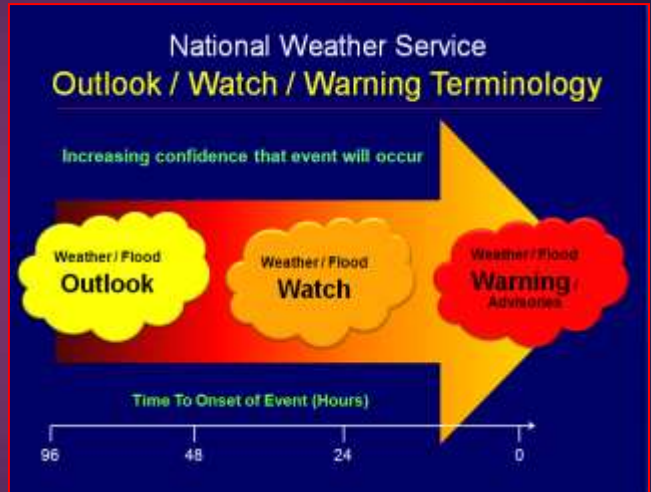 National Weather Service
Outlook / Watch / Warning Terminology
Increasing confidence that event will occur
Weather / Flood
Outlook
Weather / Flood
Watch
Weather / Flood
Warning /
Advisories
Time To Onset of Event (Hours)
96 48 24 0